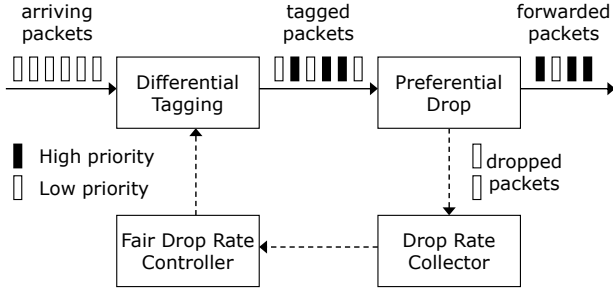 arriving
packets
tagged
packets
forwarded
packets
Differential
Tagging
Preferential
Drop
High priority
Low priority
dropped
packets
Fair Drop Rate
Controller
Drop Rate
Collector